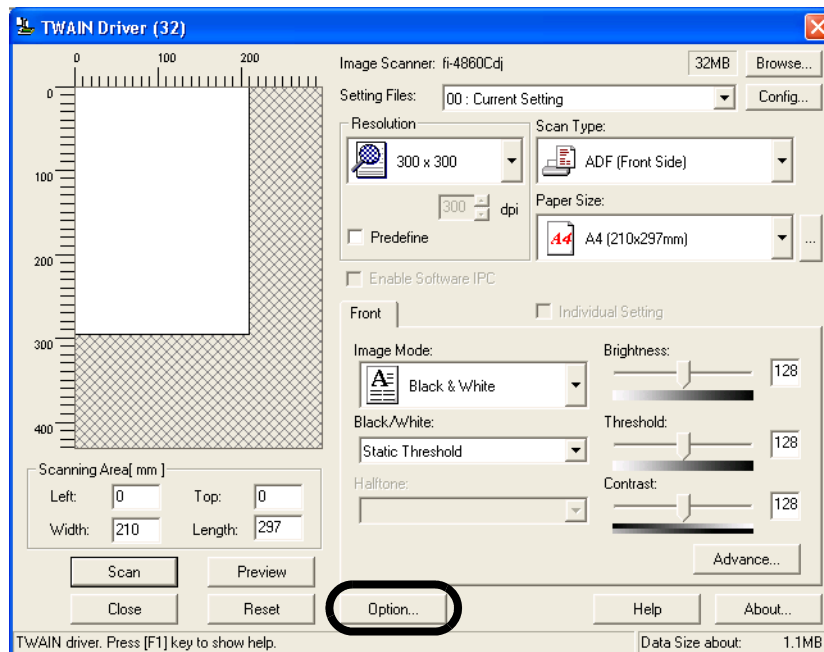 TWAIN Driver (32)
0 100 200
0
100
200
300
400
Image Scanner: fi-4860Cdj 32MB Browse...
Setting Files: 00 : Current Setting Config...
Resolution
300 x 300
300 dpi
Predefine
Scan Type:
ADF (Front Side)
Paper Size:
A4 A4 (210x297mm) ...
Enable Software IPC
Front
Individual Setting
Image Mode:
A Black & White
Black/White:
Static Threshold
Halftone:
Brightness:
128
Threshold:
128
Contrast:
128
Advance...
Scanning Area[ mm ]
Left: 0 Top: 0
Width: 210 Length: 297
Scan Preview
Close Reset Option... Help About...
TWAIN driver. Press [F1] key to show help. Data Size about: 1.1MB